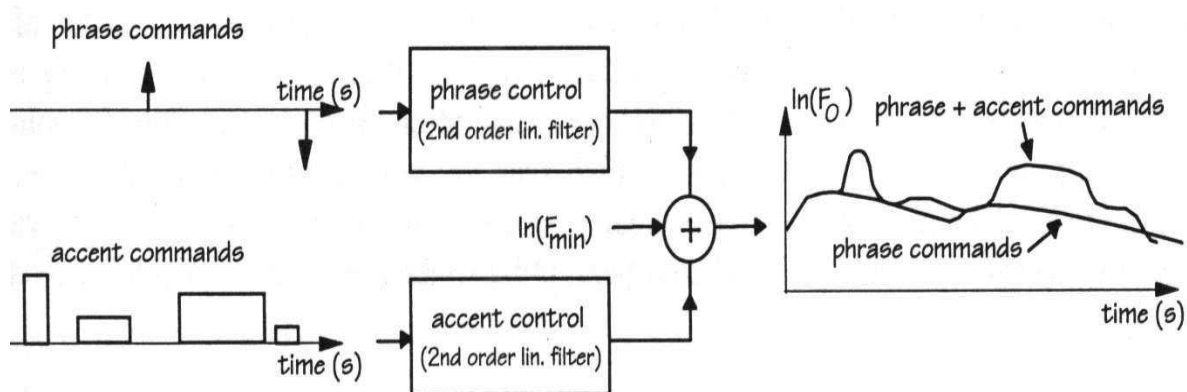 phrase commands
time (s)
phrase control
(2nd order lin. filter)
ln(F0)
phrase + accent commands
ln(Fmin)
+
phrase commands
time (s)
accent commands
time (s)
accent control
(2nd order lin. filter)